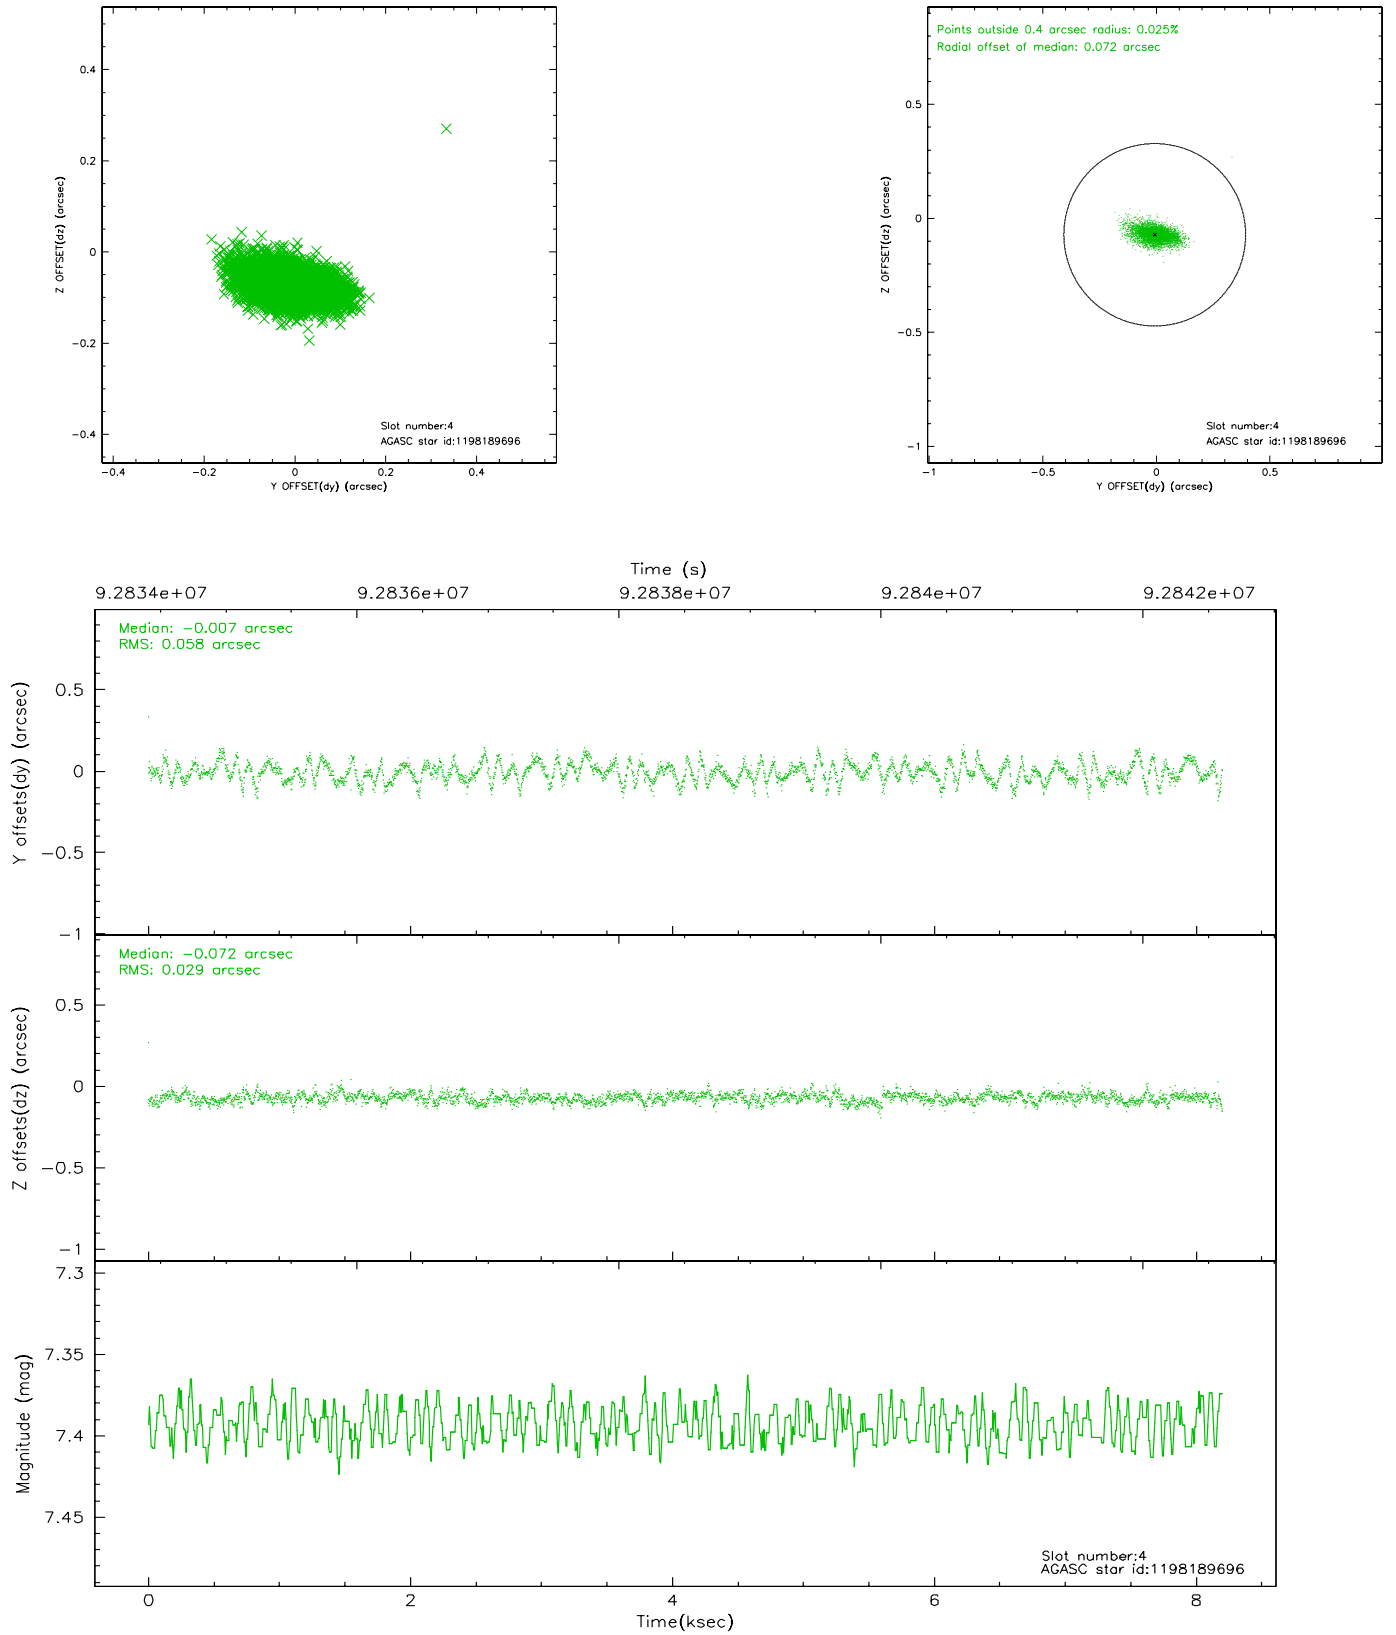 0.4
0.2
0
−0.2
−0.4
Z OFFSET(dz) (arcsec)
Slot number:4
AGASC star id:1198189696
−0.4 −0.2 0 0.2 0.4
Y OFFSET(dy) (arcsec)
Points outside 0.4 arcsec radius: 0.025%
Radial offset of median: 0.072 arcsec
0.5
0
−0.5
−1
Z OFFSET(dz) (arcsec)
Slot number:4
AGASC star id:1198189696
−1 −0.5 0 0.5
Y OFFSET(dy) (arcsec)
Time (s)
9.2834e+07 9.2836e+07 9.2838e+07 9.284e+07 9.2842e+07
Median: −0.007 arcsec
RMS: 0.058 arcsec
0.5
0
−0.5
−1
Y offsets(dy) (arcsec)
Median: −0.072 arcsec
RMS: 0.029 arcsec
0.5
0
−0.5
−1
Z offsets(dz) (arcsec)
7.3
7.35
7.4
7.45
Magnitude (mag)
Slot number:4
AGASC star id:1198189696
0 2 4 6 8
Time(ksec)